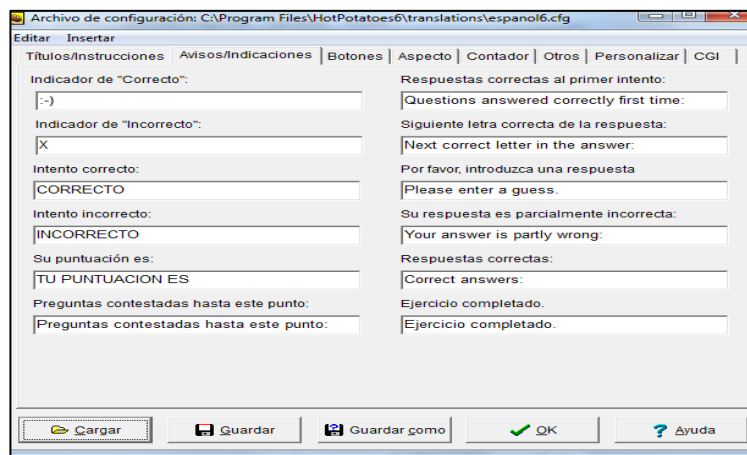 Archivo de configuración: C:\Program Files\HotPotatoes6\translations\espanol6.cfg
Editar Insertar
Títulos/Instrucciones Avisos/Indicaciones Botones Aspecto Contador Otros Personalizar CGI
Indicador de "Correcto":
:-)
Indicador de "Incorrecto":
X
Intento correcto:
CORRECTO
Intento incorrecto:
INCORRECTO
Su puntuación es:
TU PUNTUACION ES
Preguntas contestadas hasta este punto:
Preguntas contestadas hasta este punto:
Respuestas correctas al primer intento:
Questions answered correctly first time:
Siguiente letra correcta de la respuesta:
Next correct letter in the answer:
Por favor, introduzca una respuesta
Please enter a guess.
Su respuesta es parcialmente incorrecta:
Your answer is partly wrong:
Respuestas correctas:
Correct answers:
Ejercicio completado.
Ejercicio completado.
Cargar Guardar Guardar como OK Ayuda